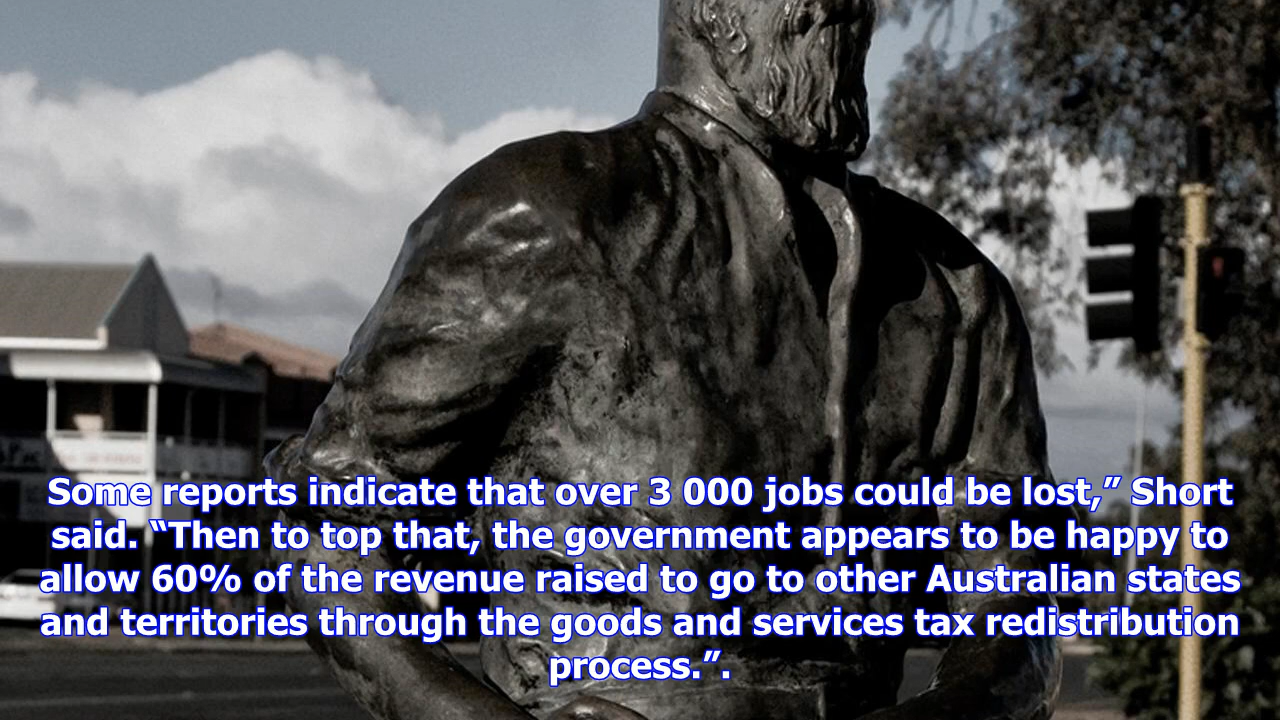 Some reports indicate that over 3 000 jobs could be lost,” Short
said. “Then to top that, the government appears to be happy to
allow 60% of the revenue raised to go to other Australian states
and territories through the goods and services tax redistribution
process.”.